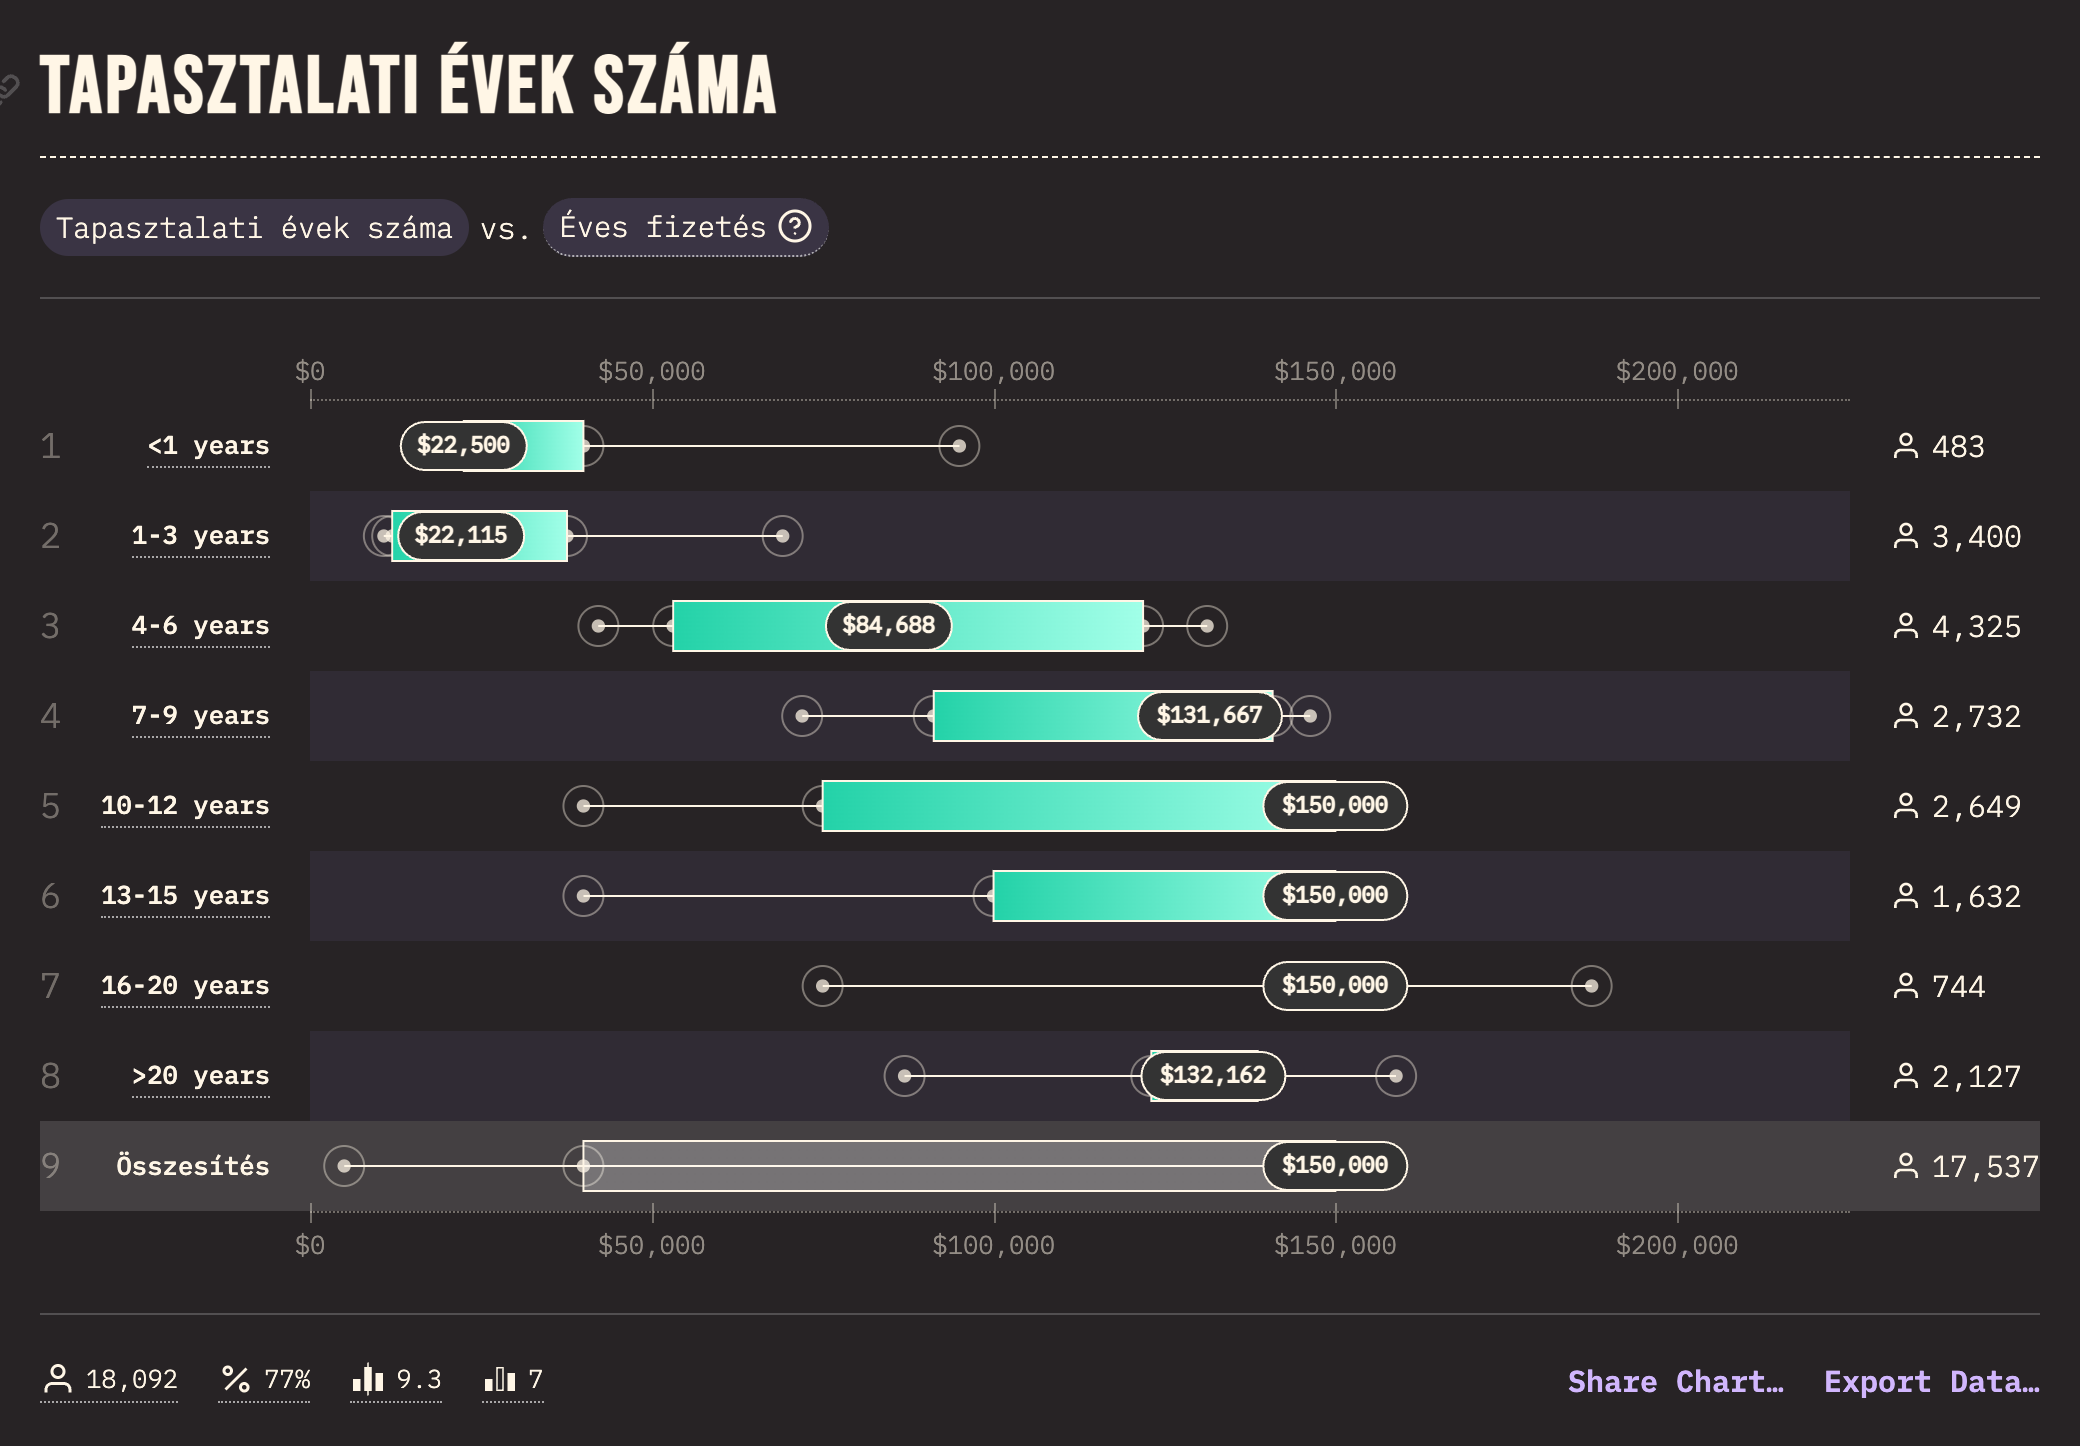 TAPASZTALATI ÉVEK SZÁMA
Tapasztalati évek száma vs. Éves fizetés ?
$0 $50,000 $100,000 $150,000 $200,000
1 <1 years $22,500 483
2 1-3 years $22,115 3,400
3 4-6 years $84,688 4,325
4 7-9 years $131,667 2,732
5 10-12 years $150,000 2,649
6 13-15 years $150,000 1,632
7 16-20 years $150,000 744
8 >20 years $132,162 2,127
9 Összesítés $150,000 17,537
$0 $50,000 $100,000 $150,000 $200,000
18,092 % 77% 9.3 7 Share Chart… Export Data…